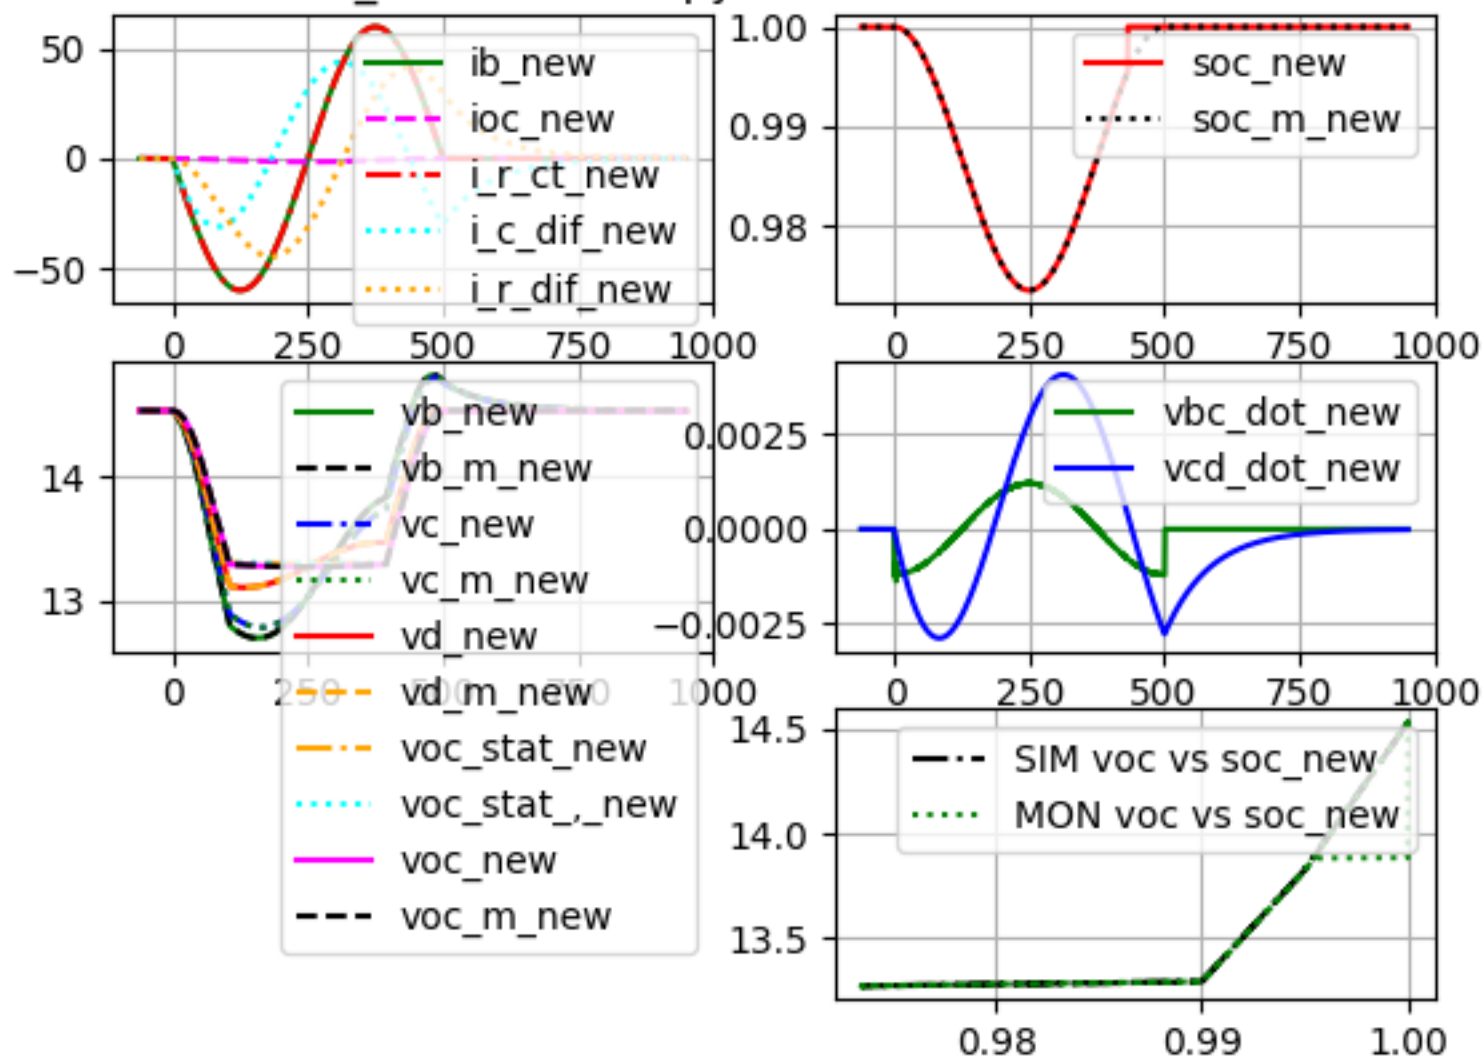 50
0
−50
ib_new
ioc_new
i_r_ct_new
i_c_dif_new
i_r_dif_new
0
250
500
750
1000
1.00
0.99
0.98
soc_new
soc_m_new
0
250
500
750
1000
14
13
vb_new
vb_m_new
vc_new
vc_m_new
vd_new
vd_m_new
voc_stat_new
voc_stat_,_new
voc_new
voc_m_new
0
250
500
750
1000
0.0025
0.0000
−0.0025
vbc_dot_new
vcd_dot_new
0
250
500
750
1000
14.5
14.0
13.5
SIM voc vs soc_new
MON voc vs soc_new
0.98
0.99
1.00